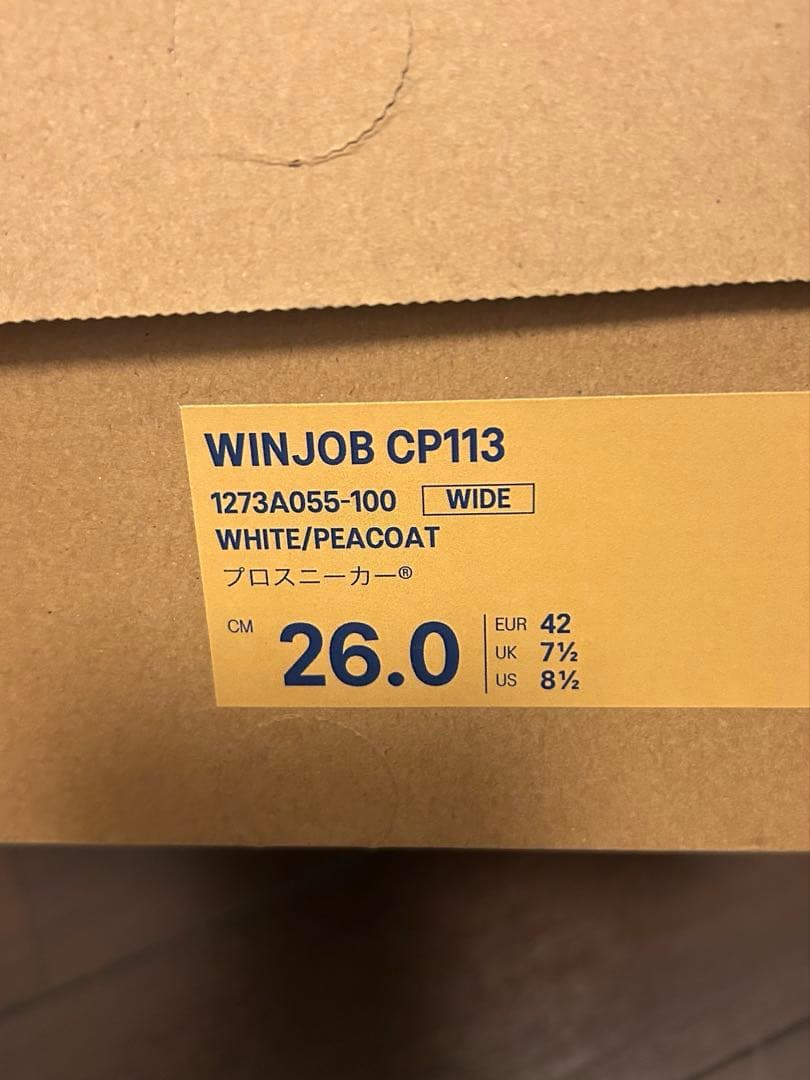 WINJOB CP113
1273A055-100 WIDE
WHITE/PEACOAT
プロスニーカー®
CM 26.0
EUR 42
UK 7½
US 8½